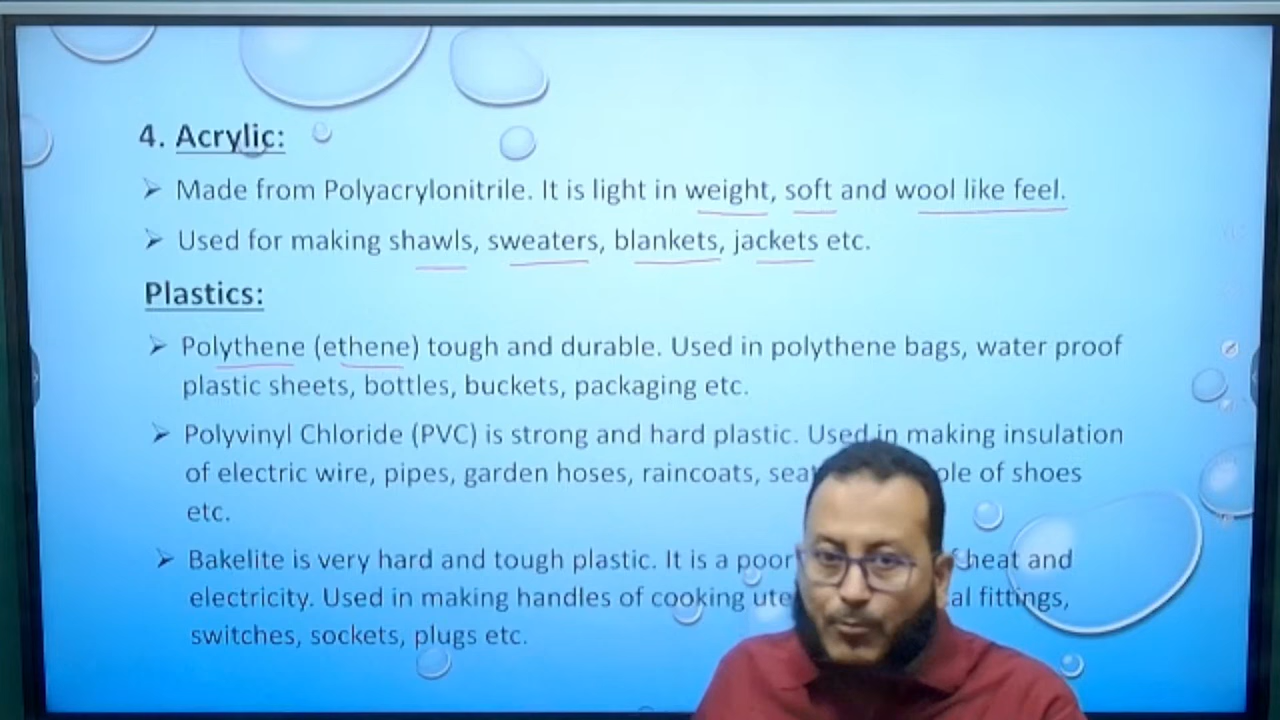 4. Acrylic:
➢ Made from Polyacrylonitrile. It is light in weight, soft and wool like feel.
➢ Used for making shawls, sweaters, blankets, jackets etc.
Plastics:
➢ Polythene (ethene) tough and durable. Used in polythene bags, water proof
plastic sheets, bottles, buckets, packaging etc.
➢ Polyvinyl Chloride (PVC) is strong and hard plastic. Used in making insulation
of electric wire, pipes, garden hoses, raincoats, of shoes
etc.
➢ Bakelite is very hard and tough plastic. It is a poor heat and
electricity. Used in making handles of cooking fittings,
switches, sockets, plugs etc.